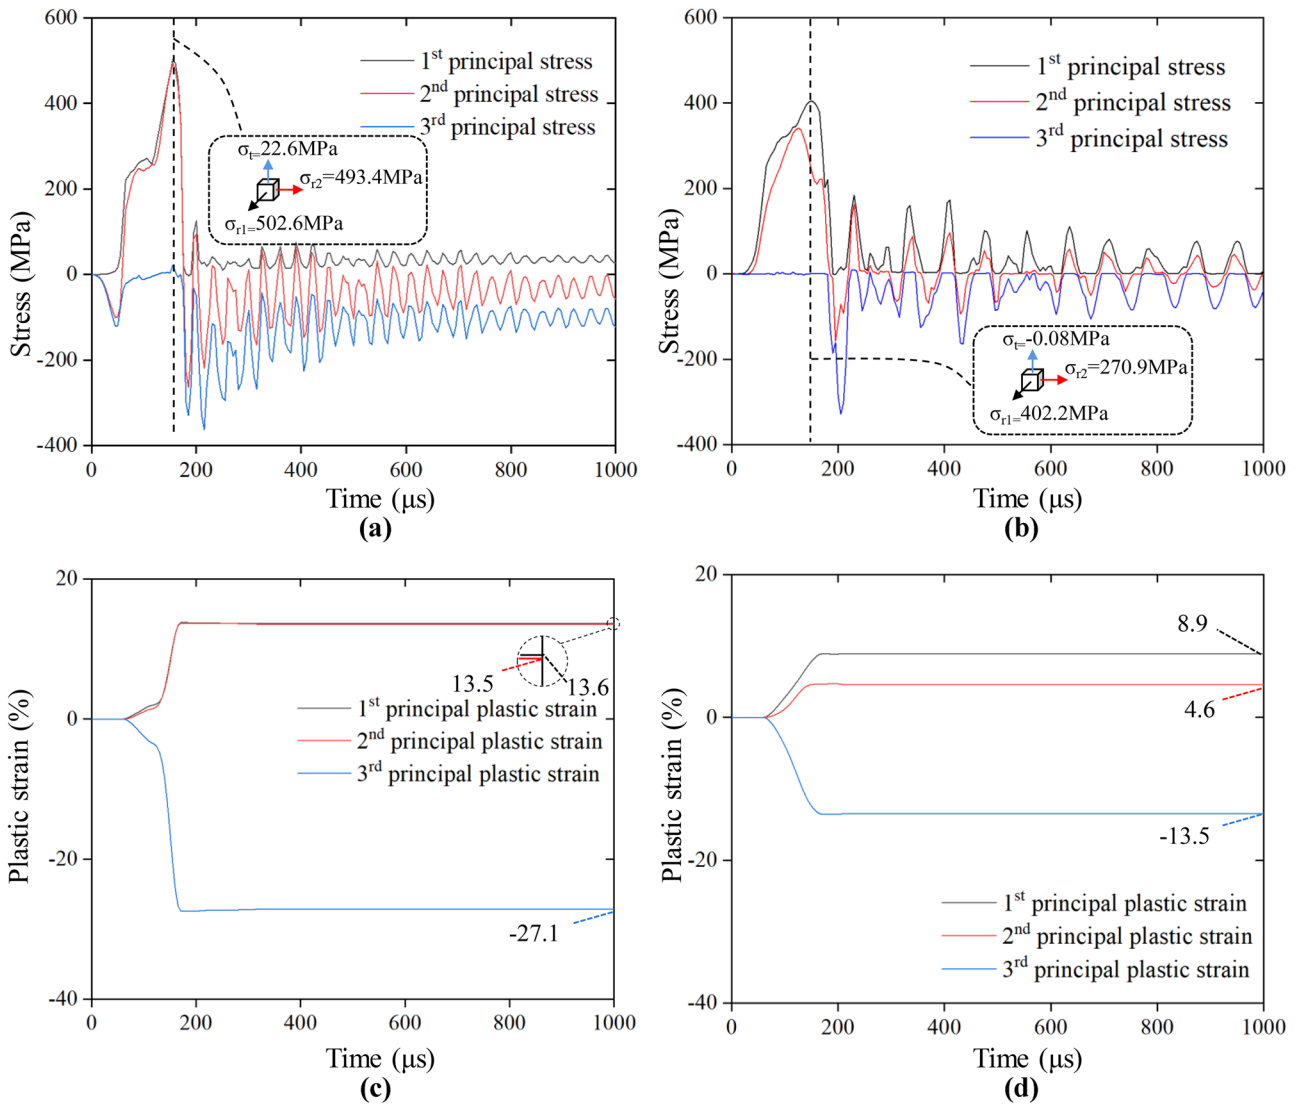 600
400
200
0
-200
-400
Stress (MPa)
1st principal stress
2nd principal stress
3rd principal stress
σt=22.6MPa
σr2=493.4MPa
σr1=502.6MPa
0 200 400 600 800 1000
Time (μs)
(a)
600
400
200
0
-200
-400
Stress (MPa)
1st principal stress
2nd principal stress
3rd principal stress
σt=-0.08MPa
σr2=270.9MPa
σr1=402.2MPa
0 200 400 600 800 1000
Time (μs)
(b)
20
0
-20
-40
Plastic strain (%)
13.5
13.6
1st principal plastic strain
2nd principal plastic strain
3rd principal plastic strain
-27.1
0 200 400 600 800 1000
Time (μs)
(c)
20
0
-20
-40
Plastic strain (%)
8.9
4.6
-13.5
1st principal plastic strain
2nd principal plastic strain
3rd principal plastic strain
0 200 400 600 800 1000
Time (μs)
(d)